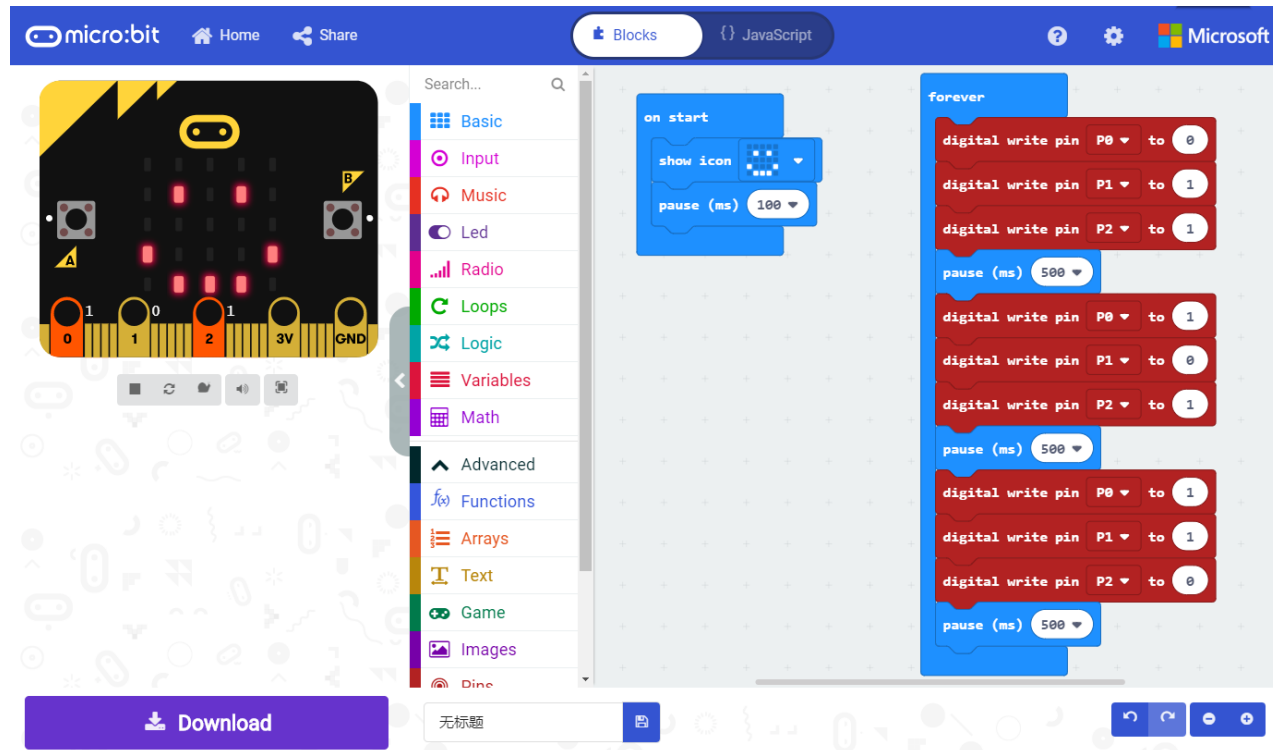 micro:bit Home Share Blocks {} JavaScript ? Microsoft
B
A
1 0 1
0 1 2 3V GND
Search...
Basic
Input
Music
Led
Radio
Loops
Logic
Variables
Math
Advanced
f(x) Functions
Arrays
Text
Game
Images
Pins
on start
show icon
pause (ms) 100
forever
digital write pin P0 to 0
digital write pin P1 to 1
digital write pin P2 to 1
pause (ms) 500
digital write pin P0 to 1
digital write pin P1 to 0
digital write pin P2 to 1
pause (ms) 500
digital write pin P0 to 1
digital write pin P1 to 1
digital write pin P2 to 0
pause (ms) 500
Download
无标题